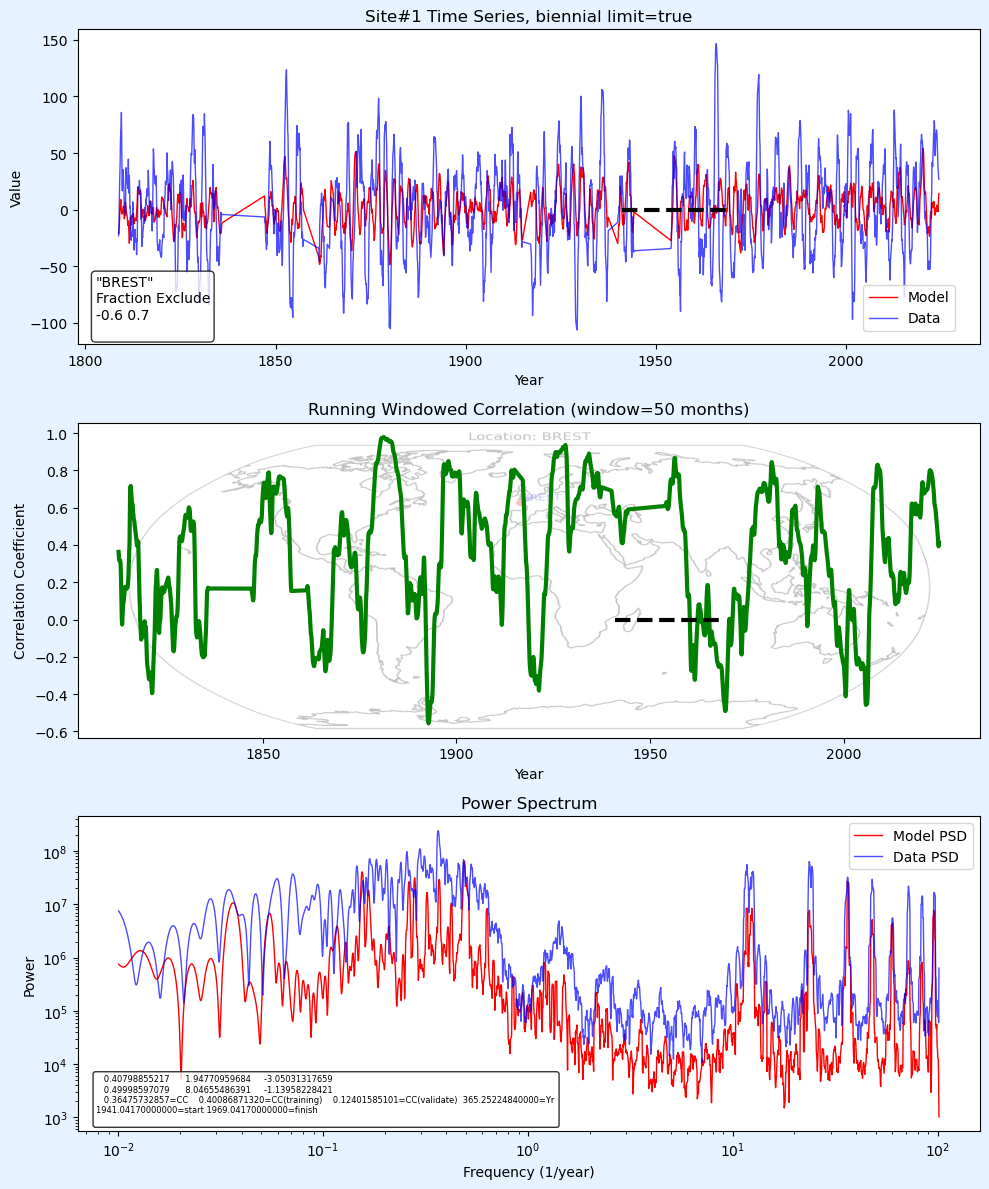 Site#1 Time Series, biennial limit=true
150
100
50
0
−50
−100
Value
"BREST"
Fraction Exclude
-0.6 0.7
Model
Data
1800
1850
1900
1950
2000
Year
Running Windowed Correlation (window=50 months)
Location: BREST
BREST
1.0
0.8
0.6
0.4
0.2
0.0
−0.2
−0.4
−0.6
Correlation Coefficient
1850
1900
1950
2000
Year
Power Spectrum
Model PSD
Data PSD
10^8
10^7
10^6
10^5
10^4
10^3
Power
0.40798855217 1.94770959684 -3.05031317659
0.49998597079 8.04655486391 -1.13958228421
0.36475732857=CC 0.40086871320=CC(training) 0.12401585101=CC(validate) 365.25224840000=Yr
1941.04170000000=start 1969.04170000000=finish
10^−2
10^−1
10^0
10^1
10^2
Frequency (1/year)